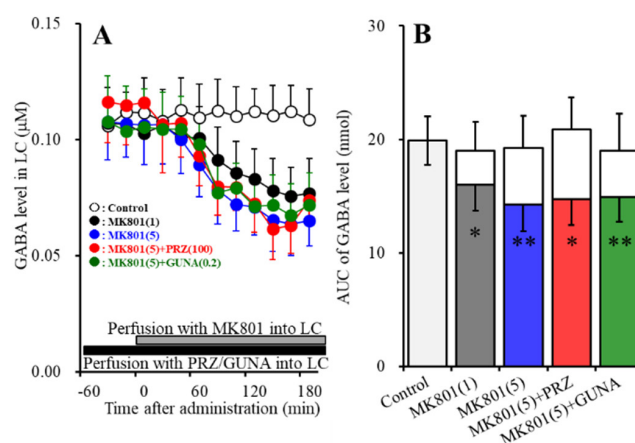 A
GABA level in LC (μM)
0.15
0.10
0.05
0.00
○: Control
●: MK801(1)
●: MK801(5)
●: MK801(5)+PRZ(100)
●: MK801(5)+GUNA(0.2)
Perfusion with MK801 into LC
Perfusion with PRZ/GUNA into LC
-60 0 60 120 180
Time after administration (min)
B
AUC of GABA level (nmol)
30
20
10
0
* ** * **
Control
MK801(1)
MK801(5)
MK801(5)+PRZ
MK801(5)+GUNA